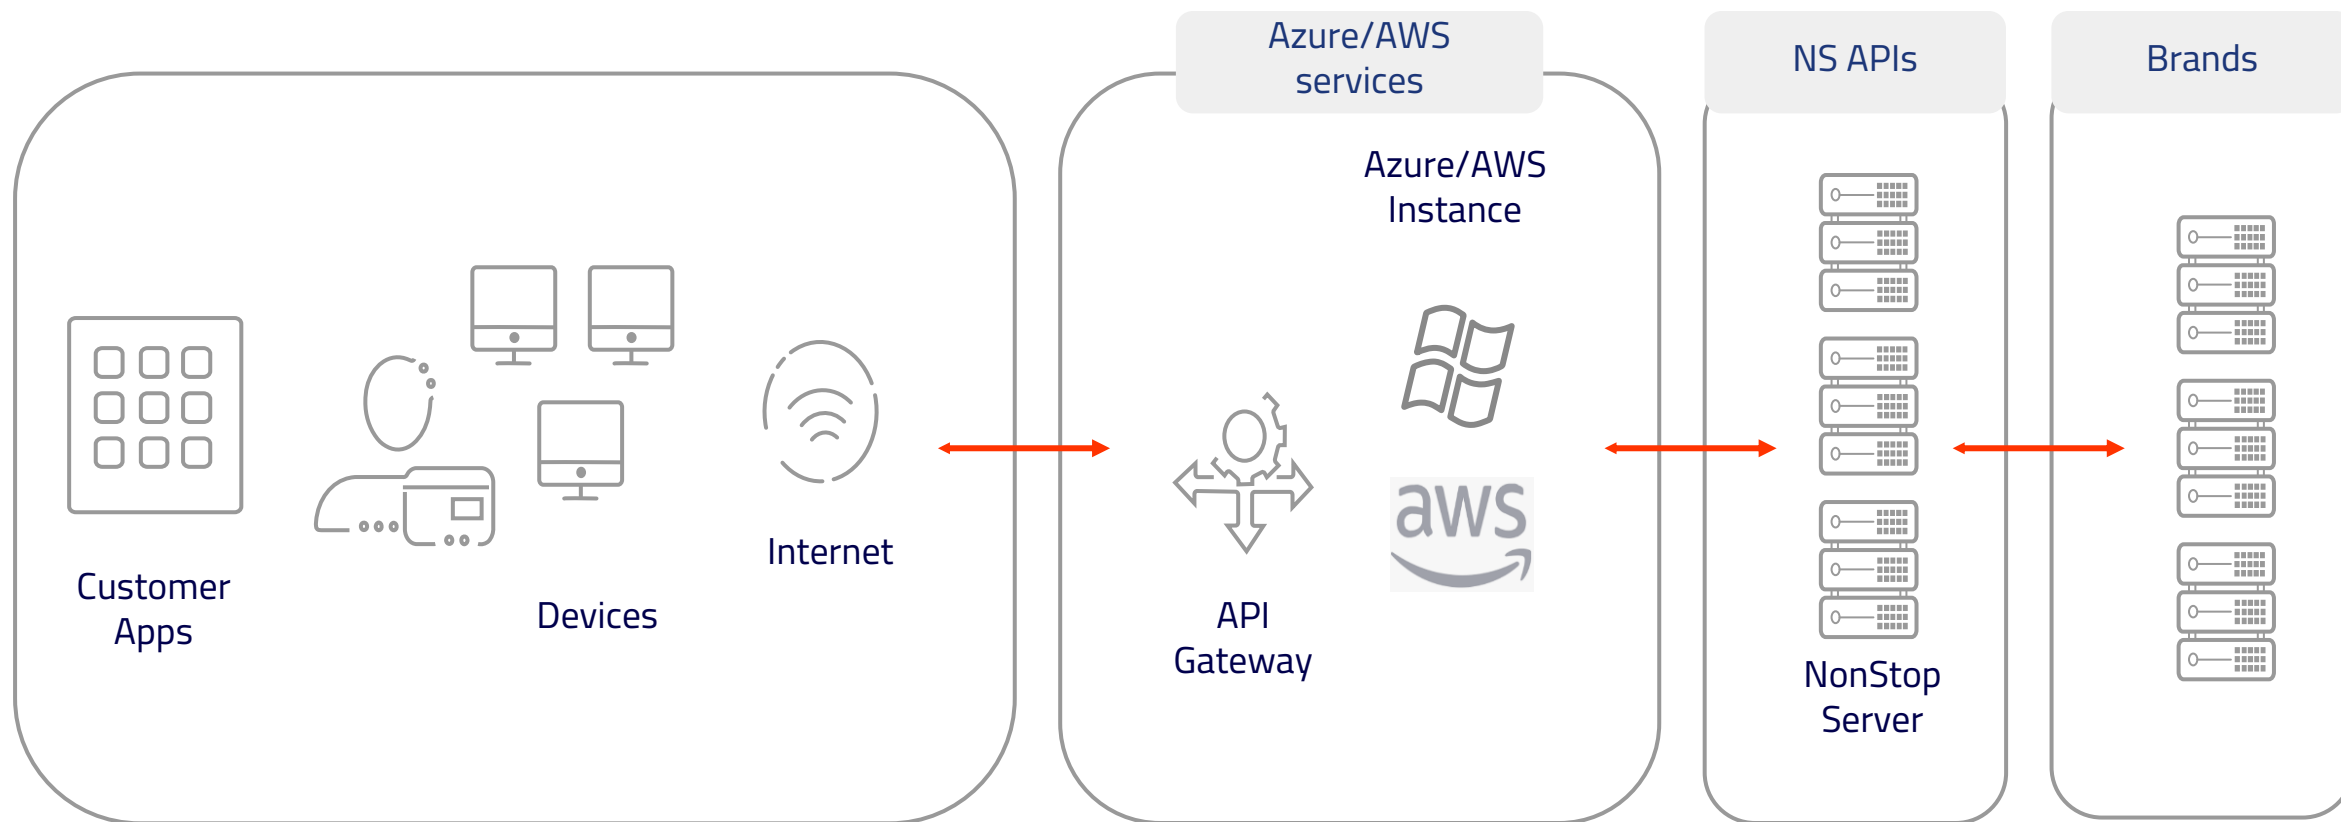 Azure/AWS
services
NS APIs
Brands
Azure/AWS
Instance
Customer
Apps
Devices
Internet
API
Gateway
aws
NonStop
Server